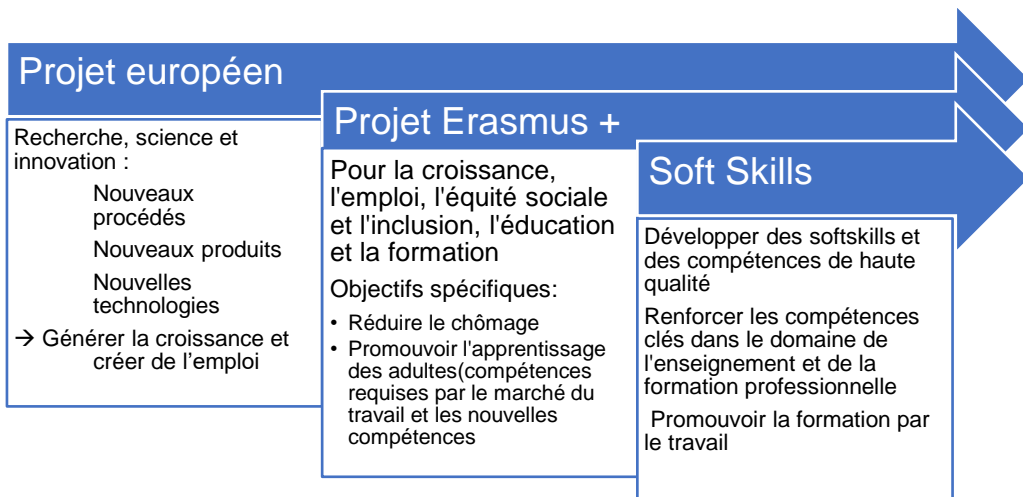 Projet européen
Recherche, science et
innovation :
Nouveaux
procédés
Nouveaux produits
Nouvelles
technologies
→ Générer la croissance et
créer de l’emploi
Projet Erasmus +
Pour la croissance,
l'emploi, l'équité sociale
et l'inclusion, l'éducation
et la formation
Objectifs spécifiques:
• Réduire le chômage
• Promouvoir l'apprentissage
des adultes(compétences
requises par le marché du
travail et les nouvelles
compétences
Soft Skills
Développer des softskills et
des compétences de haute
qualité
Renforcer les compétences
clés dans le domaine de
l'enseignement et de la
formation professionnelle
Promouvoir la formation par
le travail